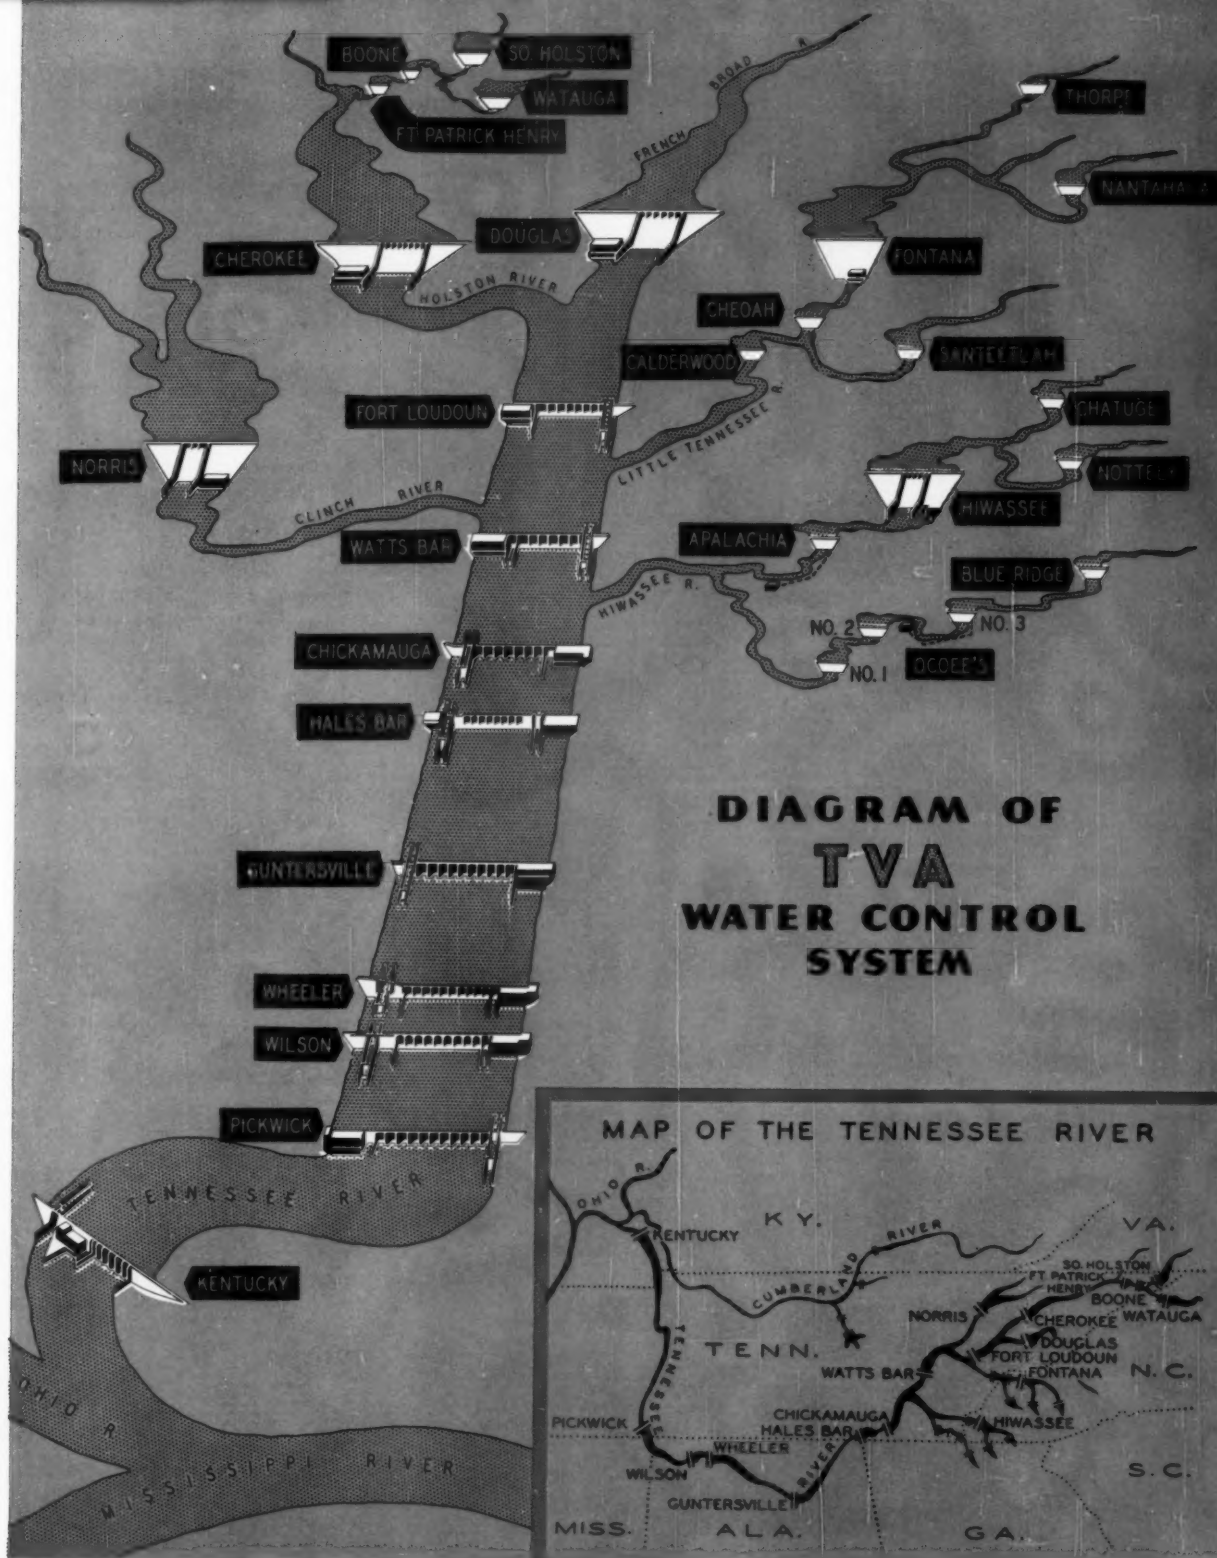 BOONE
SO. HOLSTON
WATAUGA
FT. PATRICK HENRY
FRENCH BROAD R.
THORPE
NANTAHALA
CHEROKEE
DOUGLAS
FONTANA
HOLSTON RIVER
CHEOAH
CALDERWOOD
SANTEETLAH
FORT LOUDOUN
LITTLE TENNESSEE R.
CHATUGE
NORRIS
NOTTELY
CLINCH RIVER
HIWASSEE
WATTS BAR
APALACHIA
HIWASSEE R.
BLUE RIDGE
NO. 2
NO. 3
CHICKAMAUGA
NO. 1
OCOEE'S
HALES BAR
DIAGRAM OF
TVA
WATER CONTROL
SYSTEM
GUNTERSVILLE
WHEELER
WILSON
PICKWICK
TENNESSEE RIVER
KENTUCKY
OHIO R.
MISSISSIPPI RIVER
MAP OF THE TENNESSEE RIVER
OHIO R.
KY.
VA.
KENTUCKY
CUMBERLAND RIVER
SO. HOLSTON
FT. PATRICK
HENRY
BOONE
WATAUGA
NORRIS
CHEROKEE
TENN.
DOUGLAS
FORT LOUDOUN
FONTANA
N.C.
WATTS BAR
TENNESSEE RIVER
PICKWICK
CHICKAMAUGA
HALES BAR
HIWASSEE
WHEELER
WILSON
S.C.
GUNTERSVILLE
MISS.
ALA.
GA.